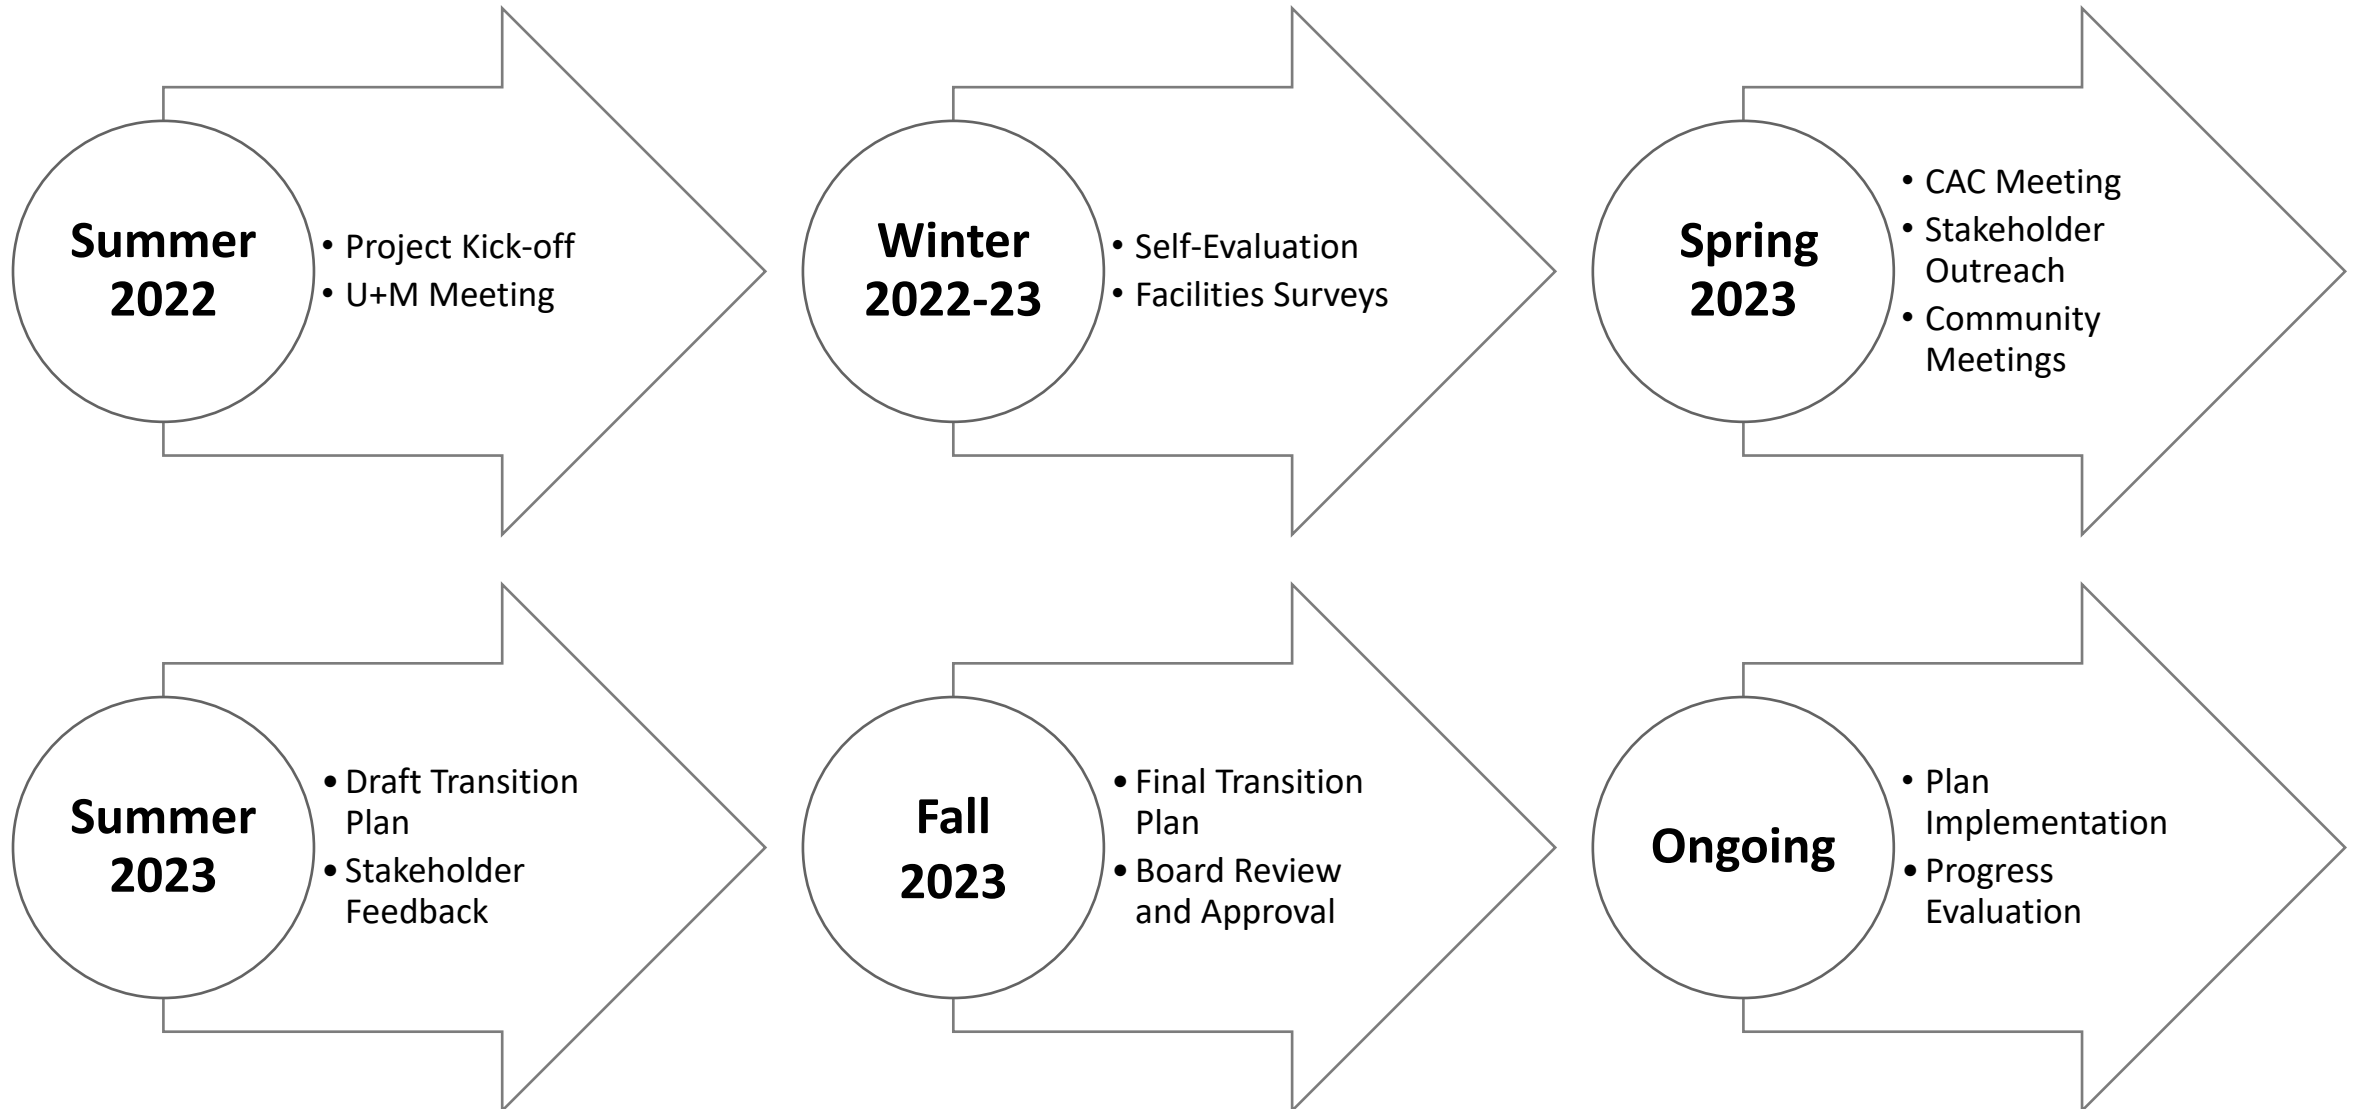 Summer
2022
• Project Kick-off
• U+M Meeting
Winter
2022-23
• Self-Evaluation
• Facilities Surveys
Spring
2023
• CAC Meeting
• Stakeholder
Outreach
• Community
Meetings
Summer
2023
• Draft Transition
Plan
• Stakeholder
Feedback
Fall
2023
• Final Transition
Plan
• Board Review
and Approval
Ongoing
• Plan
Implementation
• Progress
Evaluation